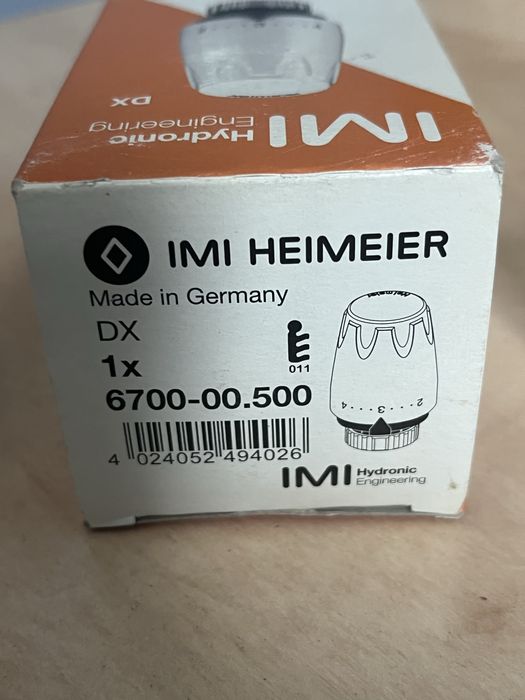 DX
IMI Hydronic
Engineering
IMI HEIMEIER
Made in Germany
DX
1x
011
6700-00.500
4 024052 494026
2···3···4
IMI Hydronic
Engineering